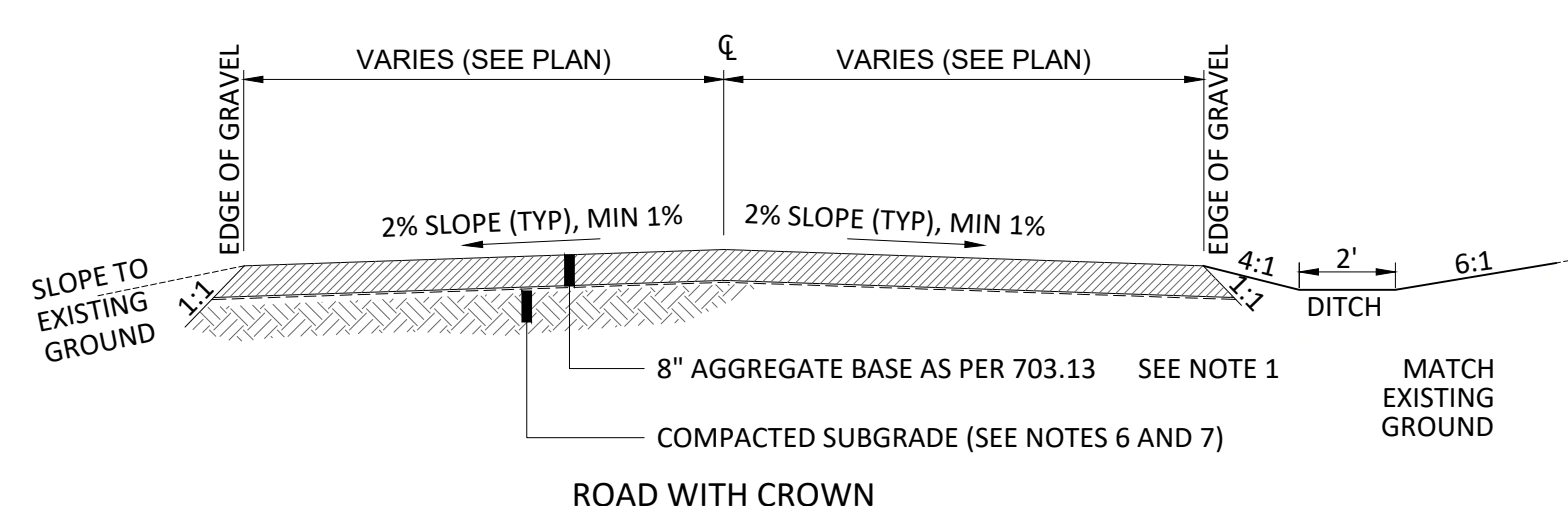 EDGE OF GRAVEL
VARIES (SEE PLAN)
℄
VARIES (SEE PLAN)
EDGE OF GRAVEL
2% SLOPE (TYP), MIN 1%
2% SLOPE (TYP), MIN 1%
SLOPE TO
EXISTING
GROUND
1:1
4:1
1:1
2'
DITCH
6:1
8" AGGREGATE BASE AS PER 703.13 SEE NOTE 1
MATCH
EXISTING
GROUND
COMPACTED SUBGRADE (SEE NOTES 6 AND 7)
ROAD WITH CROWN